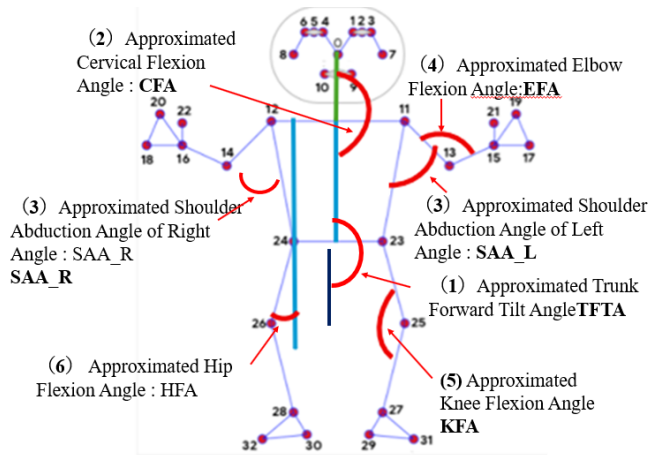 6 5 4 1 2 3
0
8 7
10 9
(2) Approximated
Cervical Flexion
Angle : CFA
(4) Approximated Elbow
Flexion Angle:EFA
20 22 12 11 21 19
18 16 14 13 15 17
(3) Approximated Shoulder
Abduction Angle of Right
Angle : SAA_R
SAA_R
(3) Approximated Shoulder
Abduction Angle of Left
Angle : SAA_L
24 23
(1) Approximated Trunk
Forward Tilt AngleTFTA
26 25
(6) Approximated Hip
Flexion Angle : HFA
(5) Approximated
Knee Flexion Angle
KFA
28 27
32 30 29 31